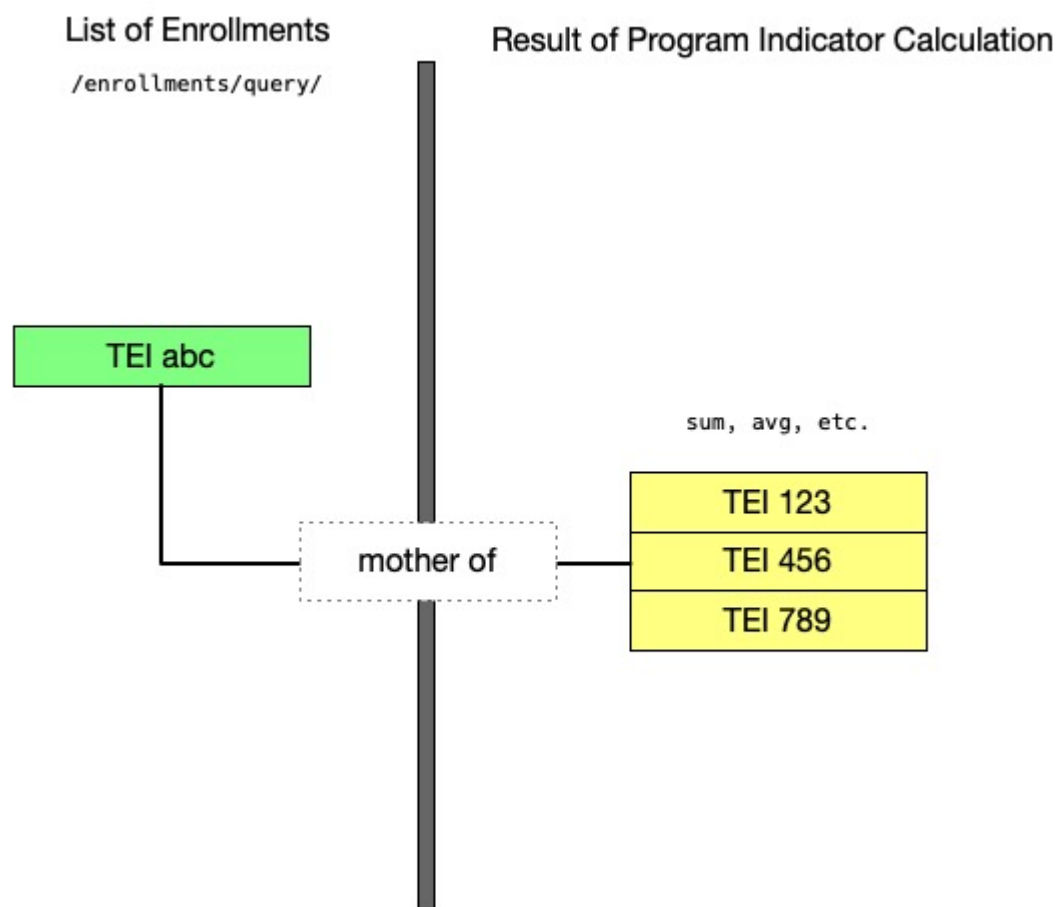 List of Enrollments
/enrollments/query/
Result of Program Indicator Calculation
TEI abc
sum, avg, etc.
TEI 123
mother of
TEI 456
TEI 789